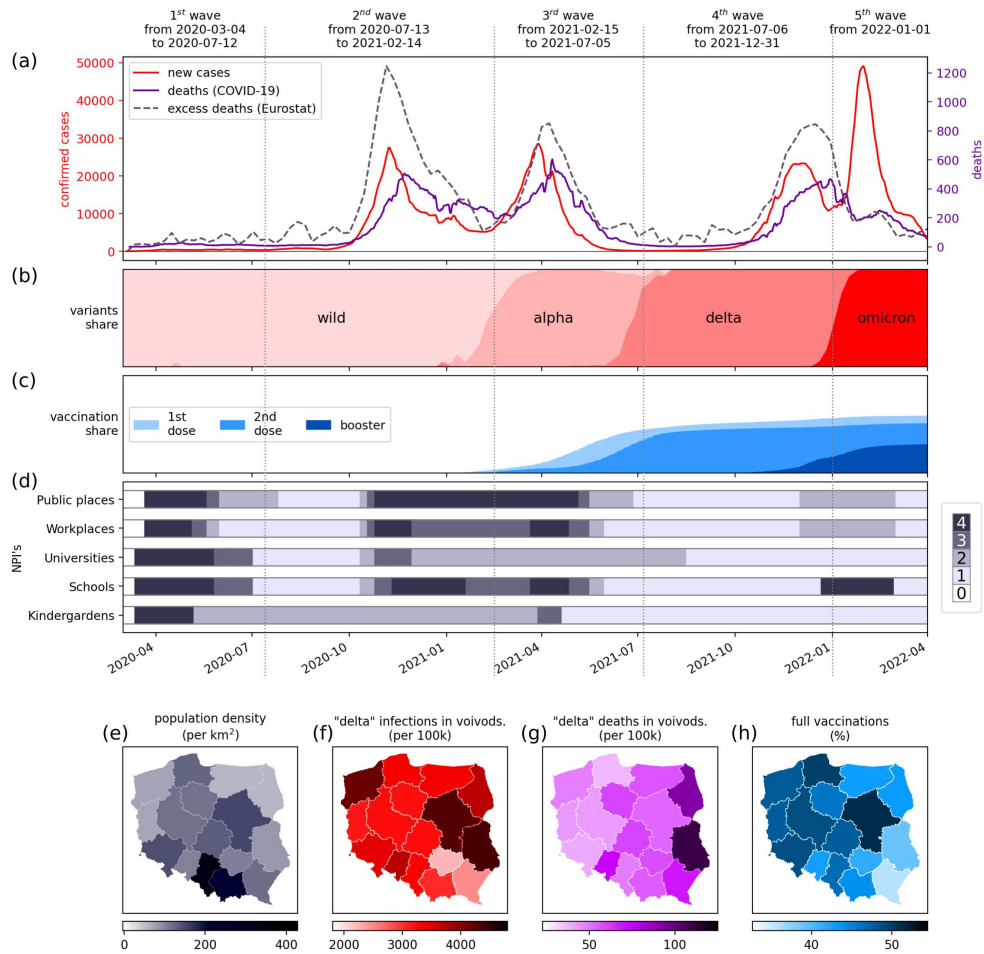 1st wave
from 2020-03-04
to 2020-07-12
2nd wave
from 2020-07-13
to 2021-02-14
3rd wave
from 2021-02-15
to 2021-07-05
4th wave
from 2021-07-06
to 2021-12-31
5th wave
from 2022-01-01
(a)
confirmed cases
50000
40000
30000
20000
10000
0
new cases
deaths (COVID-19)
excess deaths (Eurostat)
1200
1000
800
600
400
200
0
deaths
(b)
variants
share
wild
alpha
delta
omicron
(c)
vaccination
share
1st
dose
2nd
dose
booster
(d)
NPI's
Public places
Workplaces
Universities
Schools
Kindergardens
4
3
2
1
0
2020-04
2020-07
2020-10
2021-01
2021-04
2021-07
2021-10
2022-01
2022-04
(e)
population density
(per km2)
0
200
400
(f)
"delta" infections in voivods.
(per 100k)
2000
3000
4000
(g)
"delta" deaths in voivods.
(per 100k)
50
100
(h)
full vaccinations
(%)
40
50